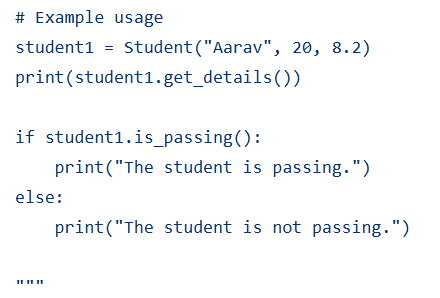 # Example usage
student1 = Student("Aarav", 20, 8.2)
print(student1.get_details())

if student1.is_passing():
    print("The student is passing.")
else:
    print("The student is not passing.")

"""